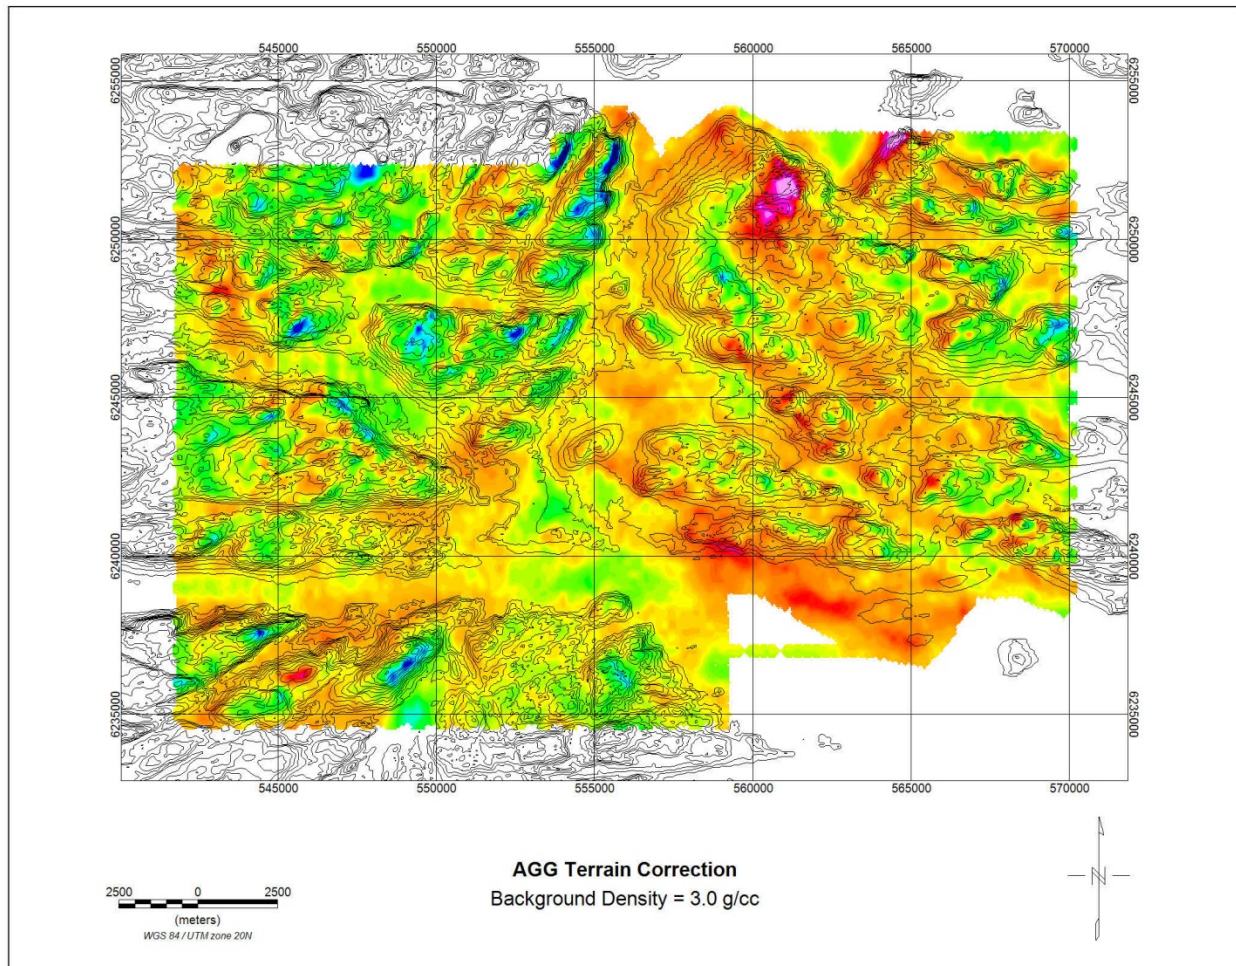 545000 550000 555000 560000 565000 570000
6255000 6255000
6250000 6250000
6245000 6245000
6240000 6240000
6235000 6235000
545000 550000 555000 560000 565000 570000
AGG Terrain Correction
Background Density = 3.0 g/cc
2500 0 2500
(meters)
WGS 84 / UTM zone 20N
N